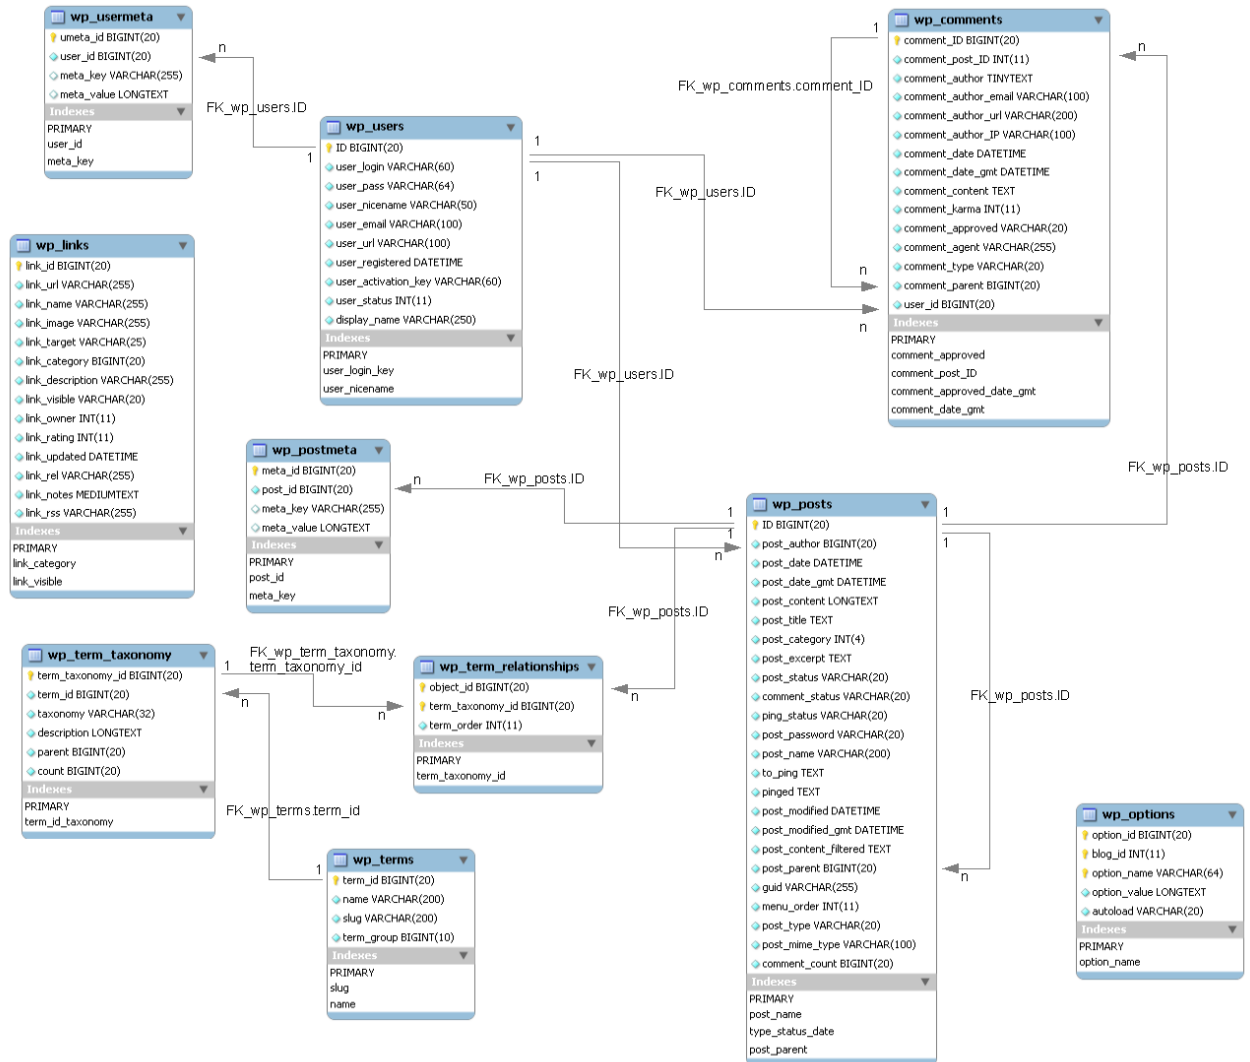 wp_usermeta
umeta_id BIGINT(20)
user_id BIGINT(20)
meta_key VARCHAR(255)
meta_value LONGTEXT
Indexes
PRIMARY
user_id
meta_key
n
FK_wp_users.ID
1
wp_users
ID BIGINT(20)
user_login VARCHAR(60)
user_pass VARCHAR(64)
user_nicename VARCHAR(50)
user_email VARCHAR(100)
user_url VARCHAR(100)
user_registered DATETIME
user_activation_key VARCHAR(60)
user_status INT(11)
display_name VARCHAR(250)
Indexes
PRIMARY
user_login_key
user_nicename
1
1
FK_wp_users.ID
n
FK_wp_users.ID
n
1
FK_wp_comments.comment_ID
n
wp_comments
comment_ID BIGINT(20)
comment_post_ID INT(11)
comment_author TINYTEXT
comment_author_email VARCHAR(100)
comment_author_url VARCHAR(200)
comment_author_IP VARCHAR(100)
comment_date DATETIME
comment_date_gmt DATETIME
comment_content TEXT
comment_karma INT(11)
comment_approved VARCHAR(20)
comment_agent VARCHAR(255)
comment_type VARCHAR(20)
comment_parent BIGINT(20)
user_id BIGINT(20)
Indexes
PRIMARY
comment_approved
comment_post_ID
comment_approved_date_gmt
comment_date_gmt
n
FK_wp_posts.ID
1
wp_links
link_id BIGINT(20)
link_url VARCHAR(255)
link_name VARCHAR(255)
link_image VARCHAR(255)
link_target VARCHAR(25)
link_category BIGINT(20)
link_description VARCHAR(255)
link_visible VARCHAR(20)
link_owner INT(11)
link_rating INT(11)
link_updated DATETIME
link_rel VARCHAR(255)
link_notes MEDIUMTEXT
link_rss VARCHAR(255)
Indexes
PRIMARY
link_category
link_visible
wp_postmeta
meta_id BIGINT(20)
post_id BIGINT(20)
meta_key VARCHAR(255)
meta_value LONGTEXT
Indexes
PRIMARY
post_id
meta_key
n
FK_wp_posts.ID
1
1
FK_wp_posts.ID
n
wp_posts
ID BIGINT(20)
post_author BIGINT(20)
post_date DATETIME
post_date_gmt DATETIME
post_content LONGTEXT
post_title TEXT
post_category INT(4)
post_excerpt TEXT
post_status VARCHAR(20)
comment_status VARCHAR(20)
ping_status VARCHAR(20)
post_password VARCHAR(20)
post_name VARCHAR(200)
to_ping TEXT
pinged TEXT
post_modified DATETIME
post_modified_gmt DATETIME
post_content_filtered TEXT
post_parent BIGINT(20)
guid VARCHAR(255)
menu_order INT(11)
post_type VARCHAR(20)
post_mime_type VARCHAR(100)
comment_count BIGINT(20)
Indexes
PRIMARY
post_name
type_status_date
post_parent
1
FK_wp_posts.ID
n
wp_term_taxonomy
term_taxonomy_id BIGINT(20)
term_id BIGINT(20)
taxonomy VARCHAR(32)
description LONGTEXT
parent BIGINT(20)
count BIGINT(20)
Indexes
PRIMARY
term_id_taxonomy
1
FK_wp_term_taxonomy.
term_taxonomy_id
n
n
FK_wp_terms.term_id
1
wp_term_relationships
object_id BIGINT(20)
term_taxonomy_id BIGINT(20)
term_order INT(11)
Indexes
PRIMARY
term_taxonomy_id
wp_terms
term_id BIGINT(20)
name VARCHAR(200)
slug VARCHAR(200)
term_group BIGINT(10)
Indexes
PRIMARY
slug
name
wp_options
option_id BIGINT(20)
blog_id INT(11)
option_name VARCHAR(64)
option_value LONGTEXT
autoload VARCHAR(20)
Indexes
PRIMARY
option_name